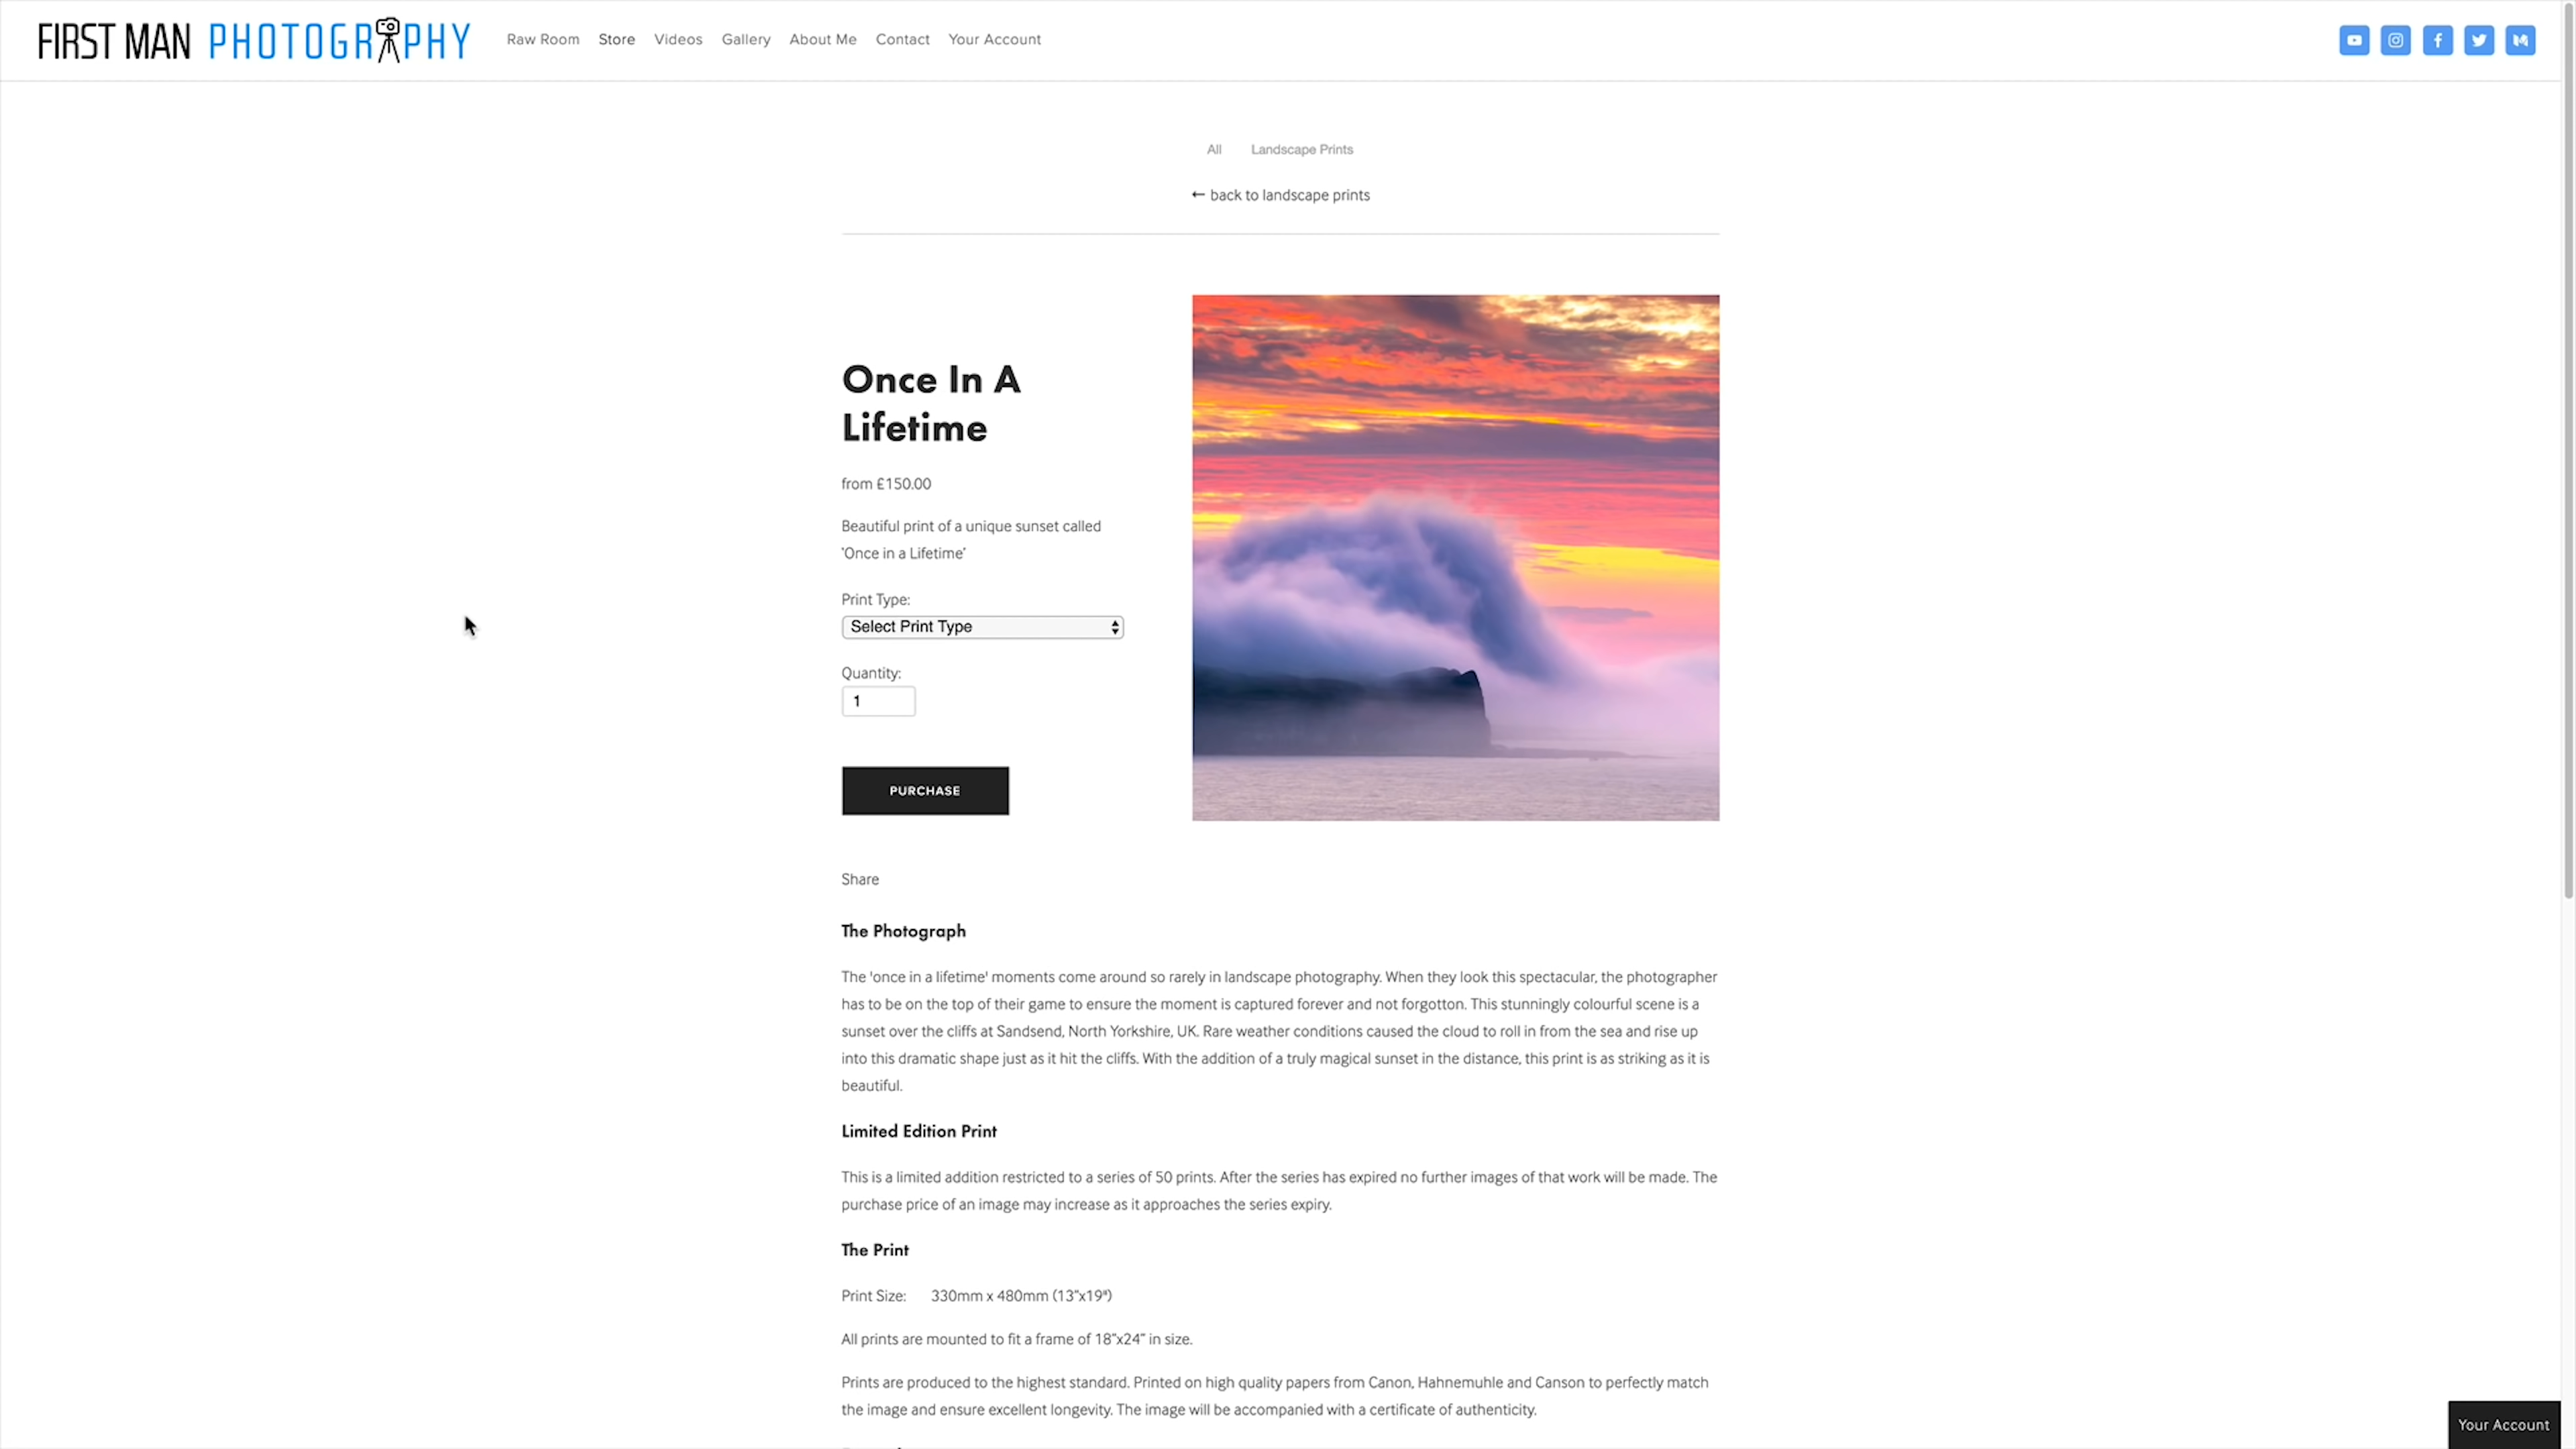 FIRST MAN PHOTOGRAPHY
Raw Room Store Videos Gallery About Me Contact Your Account
All Landscape Prints
← back to landscape prints
Once In A
Lifetime
from £150.00
Beautiful print of a unique sunset called
'Once in a Lifetime'
Print Type:
Select Print Type
Quantity:
1
PURCHASE
Share
The Photograph
The 'once in a lifetime' moments come around so rarely in landscape photography. When they look this spectacular, the photographer
has to be on the top of their game to ensure the moment is captured forever and not forgotton. This stunningly colourful scene is a
sunset over the cliffs at Sandsend, North Yorkshire, UK. Rare weather conditions caused the cloud to roll in from the sea and rise up
into this dramatic shape just as it hit the cliffs. With the addition of a truly magical sunset in the distance, this print is as striking as it is
beautiful.
Limited Edition Print
This is a limited addition restricted to a series of 50 prints. After the series has expired no further images of that work will be made. The
purchase price of an image may increase as it approaches the series expiry.
The Print
Print Size: 330mm x 480mm (13"x19")
All prints are mounted to fit a frame of 18"x24" in size.
Prints are produced to the highest standard. Printed on high quality papers from Canon, Hahnemuhle and Canson to perfectly match
the image and ensure excellent longevity. The image will be accompanied with a certificate of authenticity.
Your Account